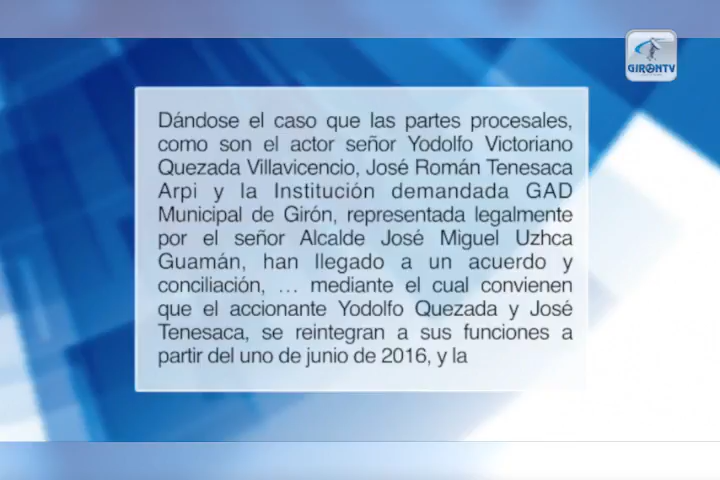 GIRONTV
Dándose el caso que las partes procesales,
como son el actor señor Yodolfo Victoriano
Quezada Villavicencio, José Román Tenesaca
Arpi y la Institución demandada GAD
Municipal de Girón, representada legalmente
por el señor Alcalde José Miguel Uzhca
Guamán, han llegado a un acuerdo y
conciliación, ... mediante el cual convienen
que el accionante Yodolfo Quezada y José
Tenesaca, se reintegran a sus funciones a
partir del uno de junio de 2016, y la